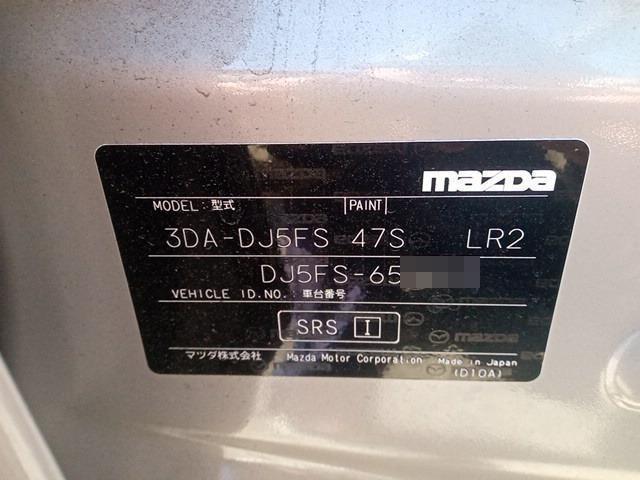 mazda
MODEL: 型式 PAINT
3DA-DJ5FS 47S LR2
DJ5FS-65
VEHICLE ID.NO. 車台番号
SRS I
mazda
マツダ株式会社 Mazda Motor Corporation Made in Japan
(D10A)